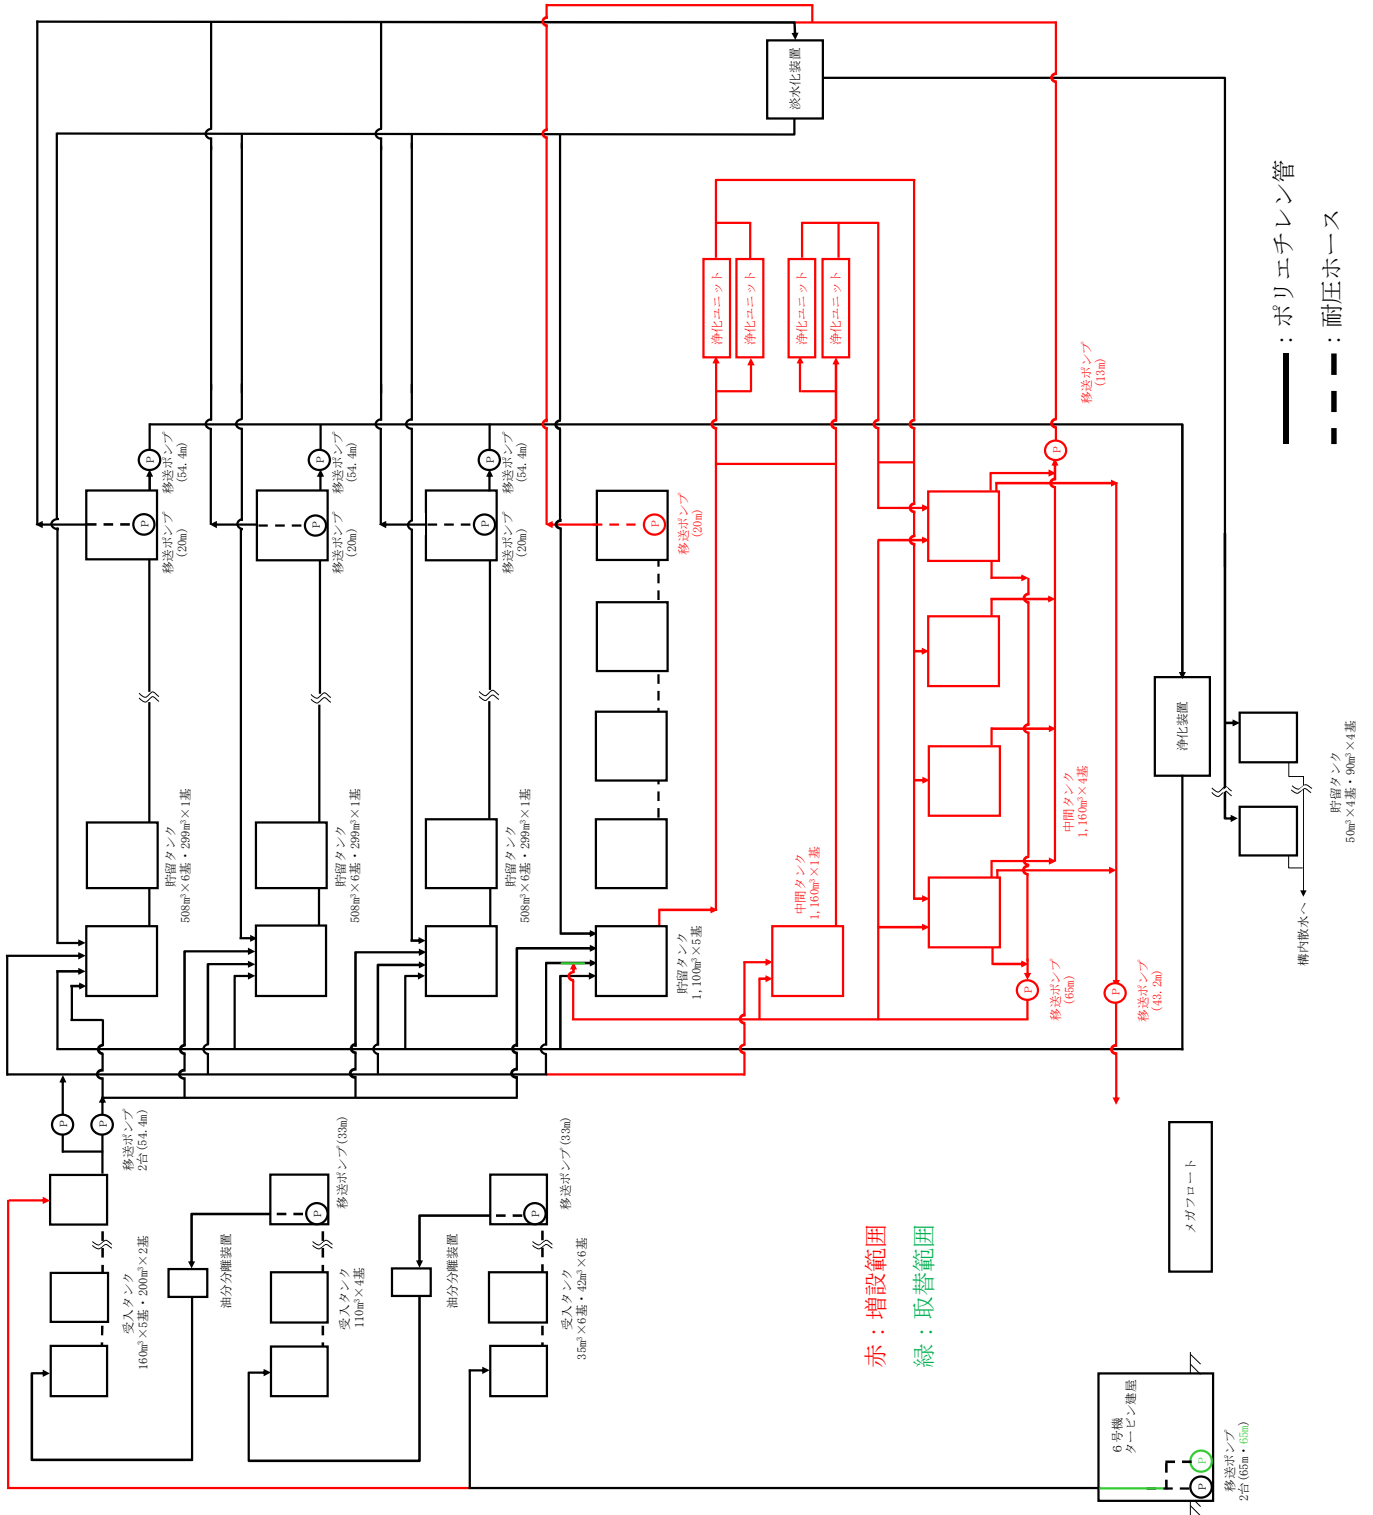 淡水化装置
：ポリエチレン管
：耐圧ホース
浄化ユニット
浄化ユニット
浄化ユニット
浄化ユニット
移送ポンプ
(13m)
P
移送ポンプ
(54.4m)
P
移送ポンプ
(54.4m)
P
移送ポンプ
(54.4m)
P
P
移送ポンプ
(20m)
P
移送ポンプ
(20m)
P
移送ポンプ
(20m)
P
移送ポンプ
(20m)
貯留タンク
508m³×6基・299m³×1基
貯留タンク
508m³×6基・299m³×1基
貯留タンク
508m³×6基・299m³×1基
貯留タンク
1,100m³×5基
中間タンク
1,160m³×1基
中間タンク
1,160m³×4基
浄化装置
貯留タンク
50m³×4基・90m³×4基
構内散水へ
P
移送ポンプ
(65m)
P
移送ポンプ
(43.2m)
P
P
移送ポンプ
2台(54.4m)
受入タンク
160m³×5基・200m³×2基
油分分離装置
P
移送ポンプ(33m)
受入タンク
110m³×4基
油分分離装置
P
移送ポンプ(33m)
受入タンク
35m³×6基・42m³×6基
赤：増設範囲
緑：取替範囲
メガフロート
6号機
タービン建屋
P
P
移送ポンプ
2台(65m・65m)